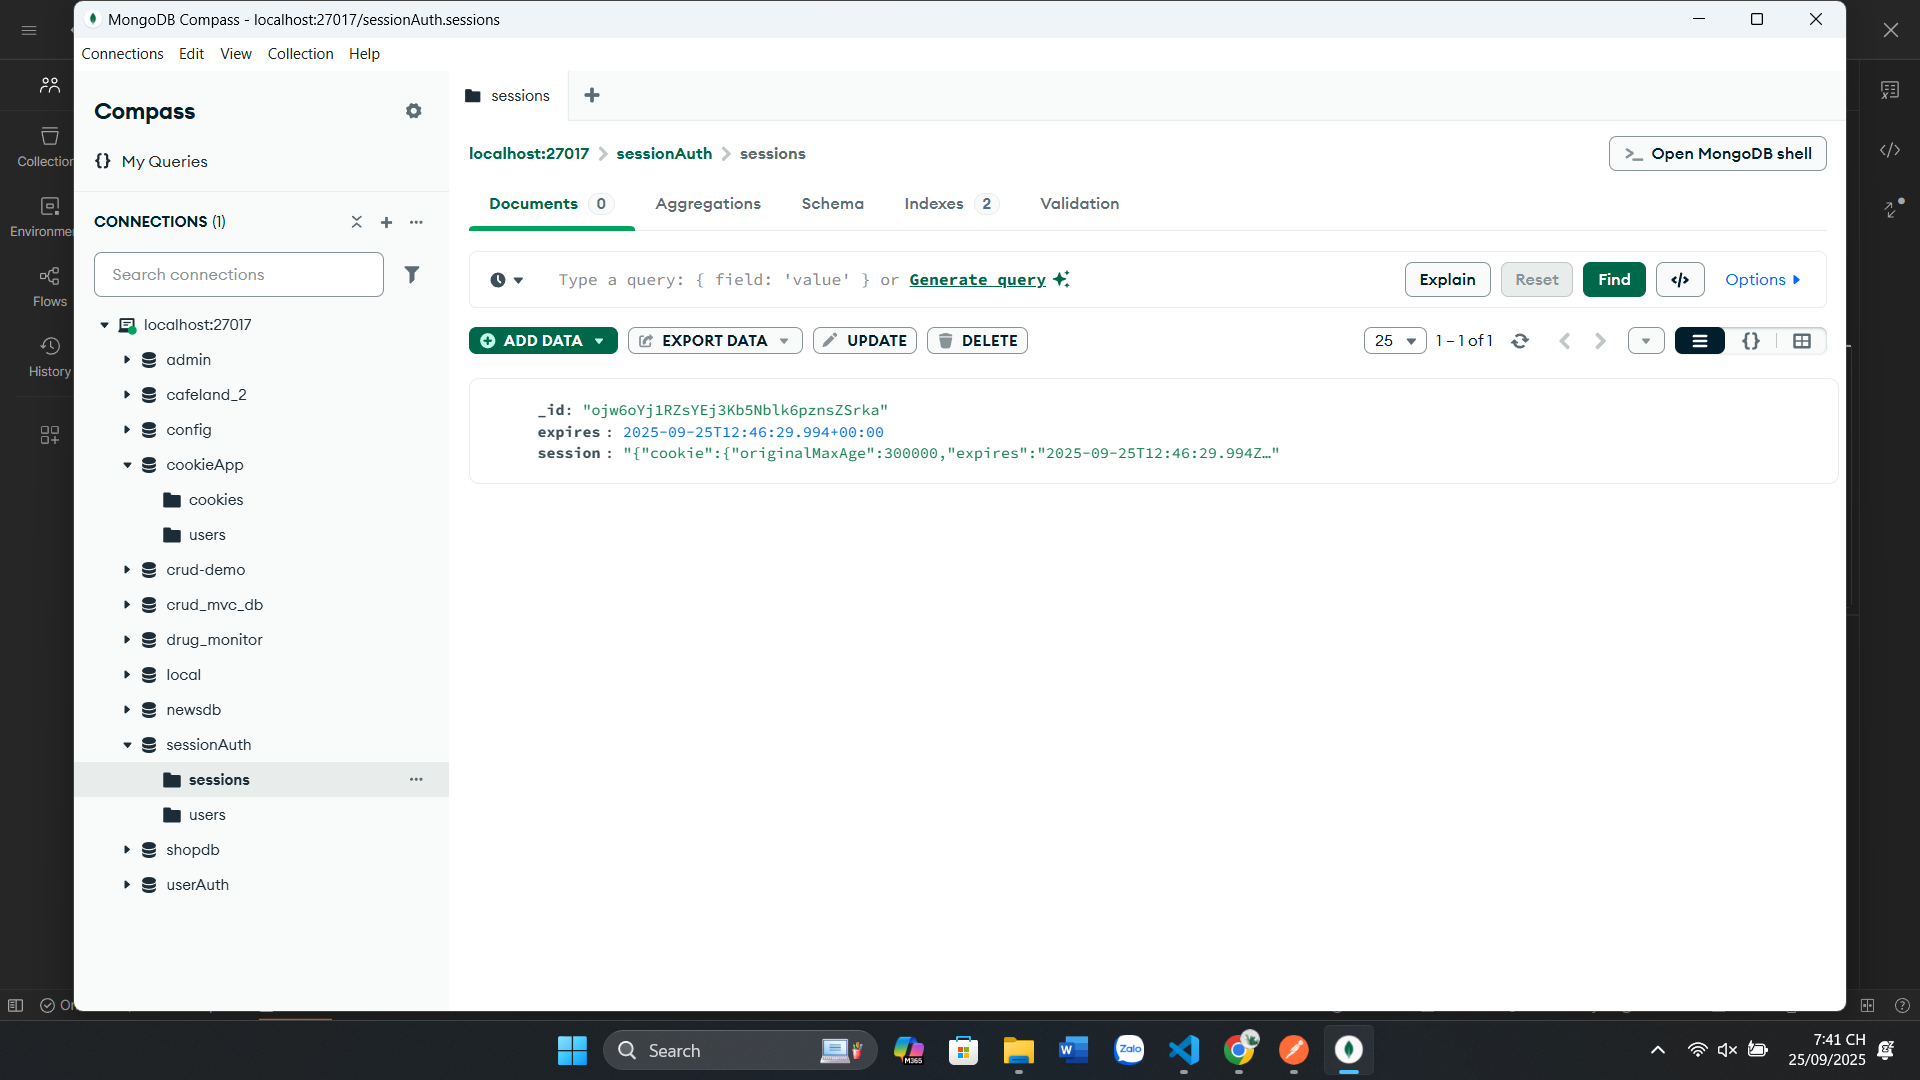 MongoDB Compass - localhost:27017/sessionAuth.sessions
Connections Edit View Collection Help
Compass
My Queries
CONNECTIONS (1)
Search connections
localhost:27017
admin
cafeland_2
config
cookieApp
cookies
users
crud-demo
crud_mvc_db
drug_monitor
local
newsdb
sessionAuth
sessions
users
shopdb
userAuth
sessions
localhost:27017 sessionAuth sessions
Open MongoDB shell
Documents 0 Aggregations Schema Indexes 2 Validation
Type a query: { field: 'value' } or Generate query
Explain Reset Find </> Options
ADD DATA EXPORT DATA UPDATE DELETE
25 1 – 1 of 1
_id: "ojw6oYj1RZsYEj3Kb5Nblk6pznsZSrka"
expires : 2025-09-25T12:46:29.994+00:00
session : "{"cookie":{"originalMaxAge":300000,"expires":"2025-09-25T12:46:29.994Z…"
Collection
Environme
Flows
History
Search
M365
Zalo
7:41 CH
25/09/2025